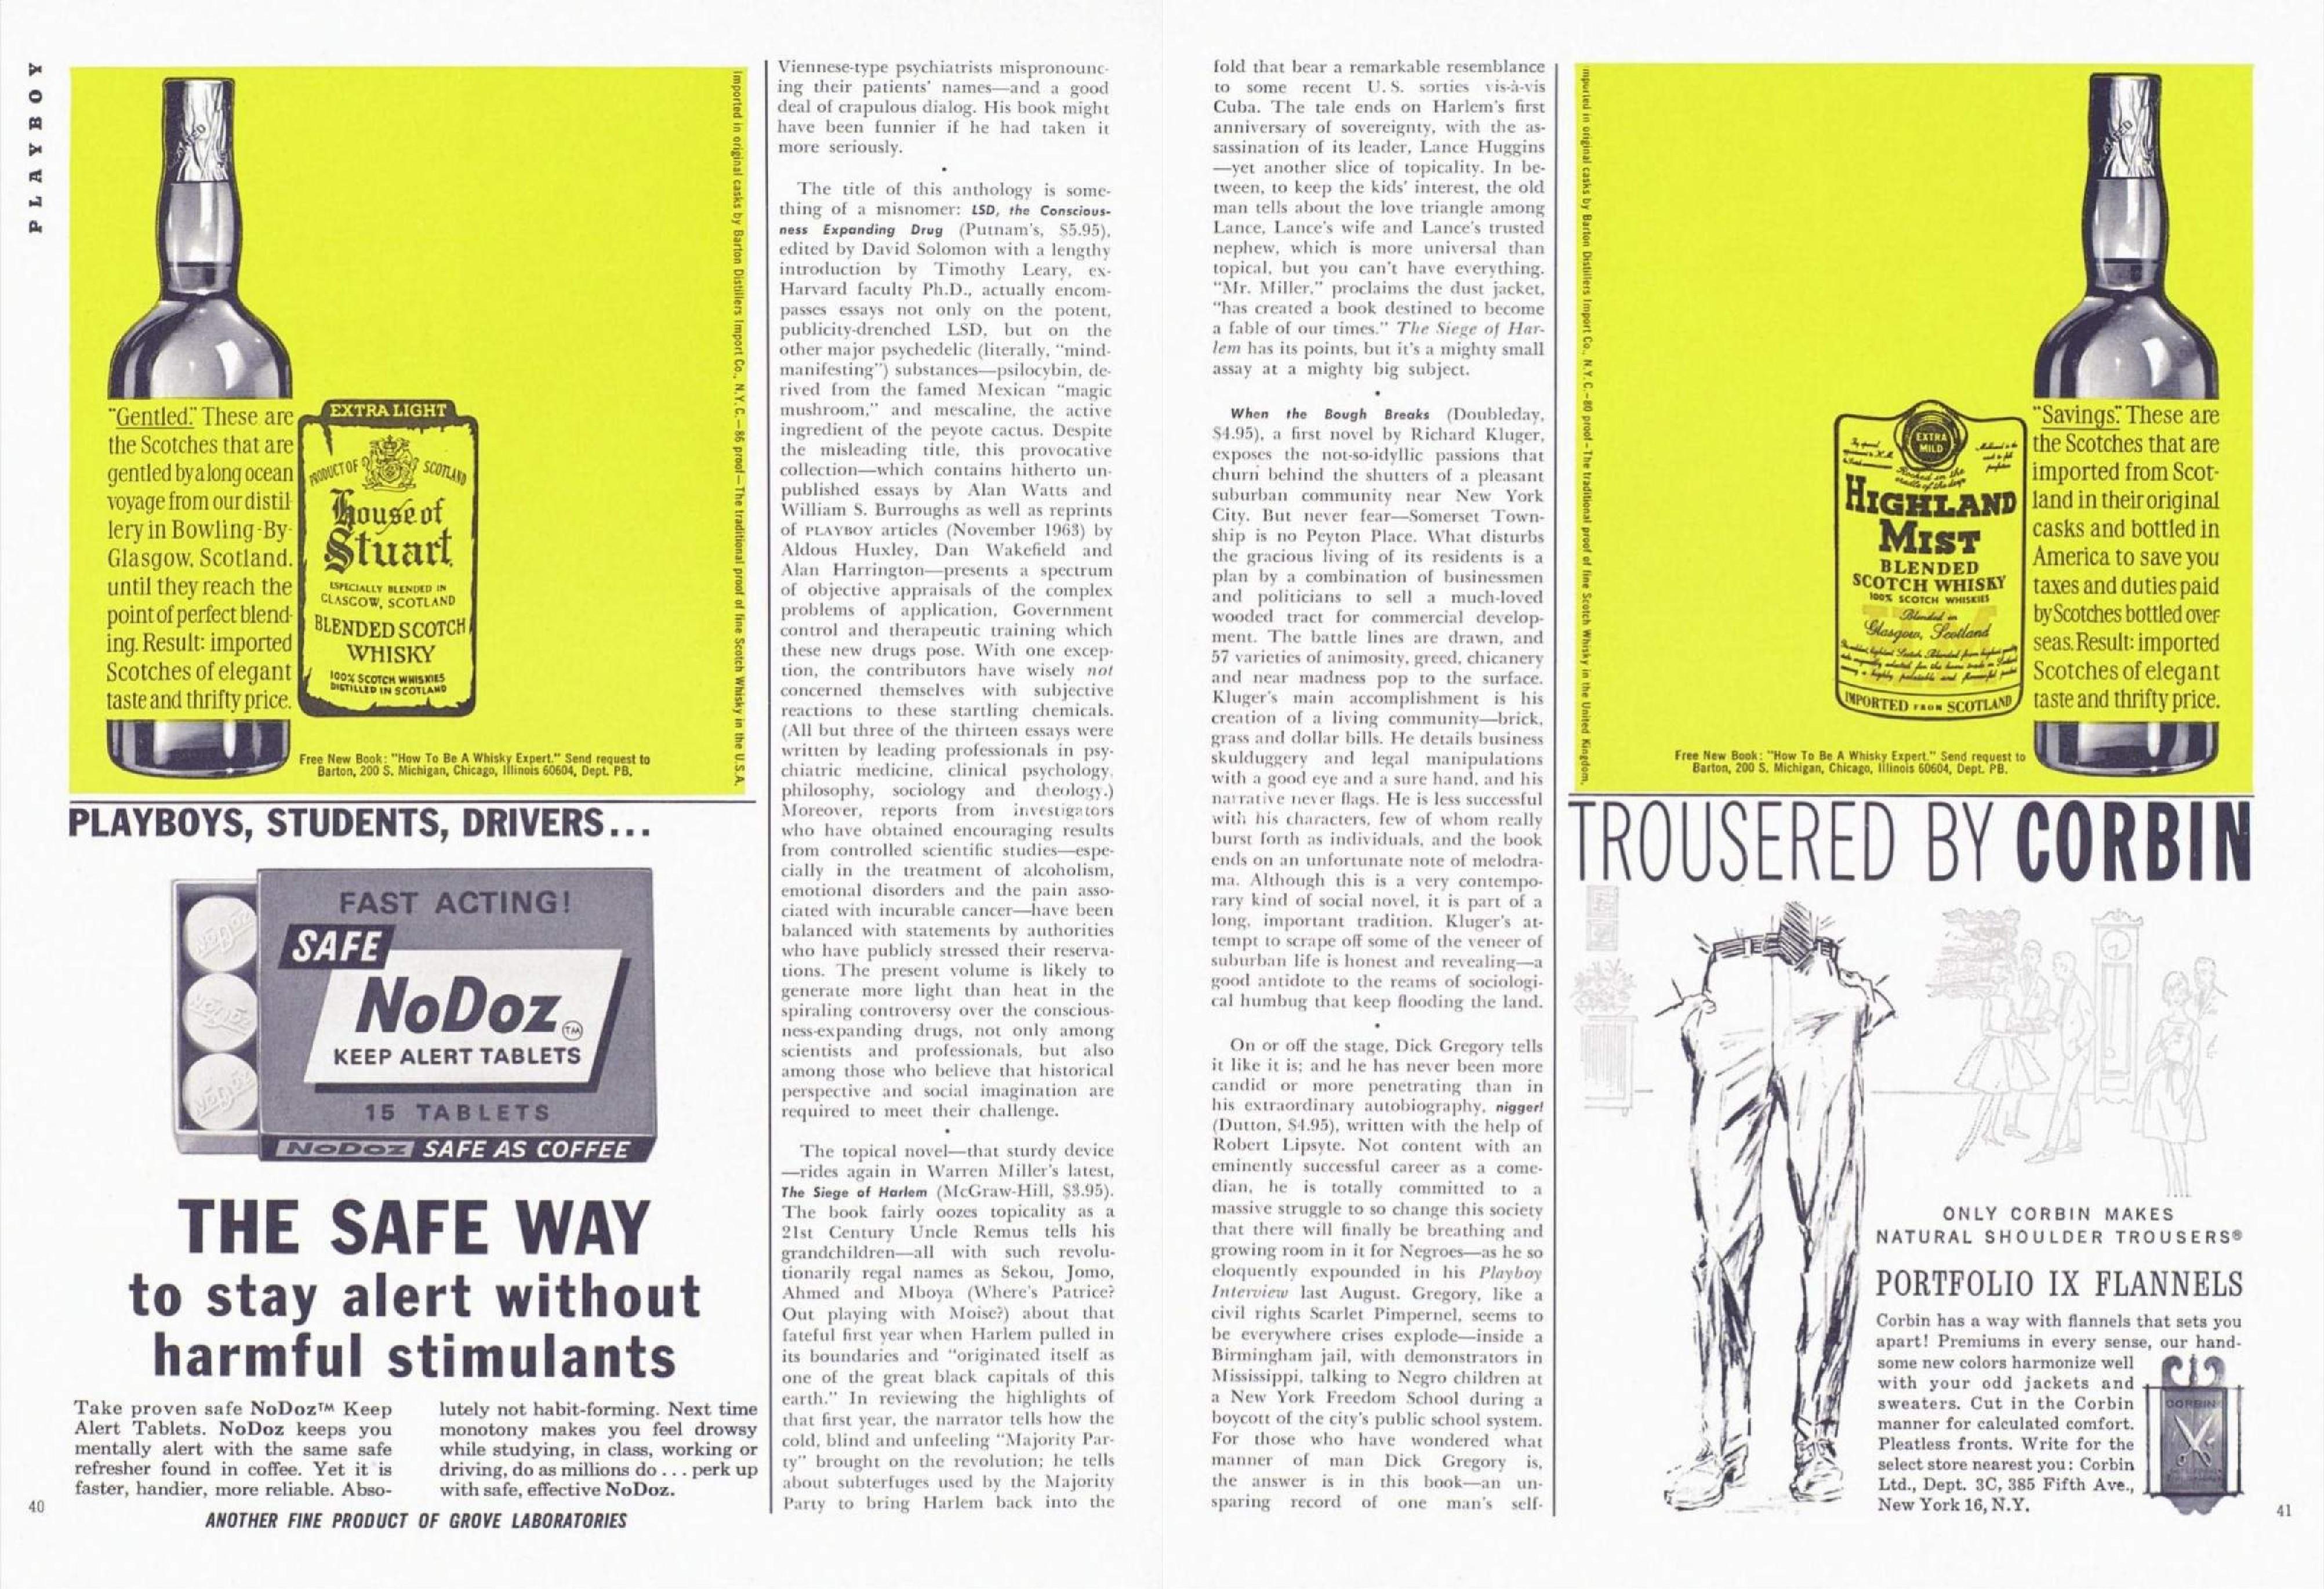 PLAYBOY
"Gentled." These are
the Scotches that are
gentled by a long ocean
voyage from our distil-
lery in Bowling-By-
Glasgow, Scotland.
until they reach the
point of perfect blend-
ing. Result: imported
Scotches of elegant
taste and thrifty price.
EXTRA LIGHT
PRODUCT OF SCOTLAND
House of
Stuart
ESPECIALLY BLENDED IN
GLASGOW, SCOTLAND
BLENDED SCOTCH
WHISKY
100% SCOTCH WHISKIES
DISTILLED IN SCOTLAND
Free New Book: "How To Be A Whisky Expert." Send request to
Barton, 200 S. Michigan, Chicago, Illinois 60604, Dept. PB.
Imported in original casks by Barton Distillers Import Co., N.Y.C.—86 proof—The traditional proof of fine Scotch Whisky in the U.S.A.
PLAYBOYS, STUDENTS, DRIVERS...
FAST ACTING!
SAFE
NoDoz TM
KEEP ALERT TABLETS
15 TABLETS
NoDoz SAFE AS COFFEE
THE SAFE WAY
to stay alert without
harmful stimulants
Take proven safe NoDoz™ Keep
Alert Tablets. NoDoz keeps you
mentally alert with the same safe
refresher found in coffee. Yet it is
faster, handier, more reliable. Abso-
lutely not habit-forming. Next time
monotony makes you feel drowsy
while studying, in class, working or
driving, do as millions do ... perk up
with safe, effective NoDoz.
ANOTHER FINE PRODUCT OF GROVE LABORATORIES
40
Viennese-type psychiatrists mispronounc-
ing their patients' names—and a good
deal of crapulous dialog. His book might
have been funnier if he had taken it
more seriously.
•
The title of this anthology is some-
thing of a misnomer: LSD, the Conscious-
ness Expanding Drug (Putnam's, $5.95),
edited by David Solomon with a lengthy
introduction by Timothy Leary, ex-
Harvard faculty Ph.D., actually encom-
passes essays not only on the potent,
publicity-drenched LSD, but on the
other major psychedelic (literally, "mind-
manifesting") substances—psilocybin, de-
rived from the famed Mexican "magic
mushroom," and mescaline, the active
ingredient of the peyote cactus. Despite
the misleading title, this provocative
collection—which contains hitherto un-
published essays by Alan Watts and
William S. Burroughs as well as reprints
of PLAYBOY articles (November 1963) by
Aldous Huxley, Dan Wakefield and
Alan Harrington—presents a spectrum
of objective appraisals of the complex
problems of application, Government
control and therapeutic training which
these new drugs pose. With one excep-
tion, the contributors have wisely not
concerned themselves with subjective
reactions to these startling chemicals.
(All but three of the thirteen essays were
written by leading professionals in psy-
chiatric medicine, clinical psychology,
philosophy, sociology and theology.)
Moreover, reports from investigators
who have obtained encouraging results
from controlled scientific studies—espe-
cially in the treatment of alcoholism,
emotional disorders and the pain asso-
ciated with incurable cancer—have been
balanced with statements by authorities
who have publicly stressed their reserva-
tions. The present volume is likely to
generate more light than heat in the
spiraling controversy over the conscious-
ness-expanding drugs, not only among
scientists and professionals, but also
among those who believe that historical
perspective and social imagination are
required to meet their challenge.
•
The topical novel—that sturdy device
—rides again in Warren Miller's latest,
The Siege of Harlem (McGraw-Hill, $3.95).
The book fairly oozes topicality as a
21st Century Uncle Remus tells his
grandchildren—all with such revolu-
tionarily regal names as Sekou, Jomo,
Ahmed and Mboya (Where's Patrice?
Out playing with Moise?) about that
fateful first year when Harlem pulled in
its boundaries and "originated itself as
one of the great black capitals of this
earth." In reviewing the highlights of
that first year, the narrator tells how the
cold, blind and unfeeling "Majority Par-
ty" brought on the revolution; he tells
about subterfuges used by the Majority
Party to bring Harlem back into the
fold that bear a remarkable resemblance
to some recent U. S. sorties vis-à-vis
Cuba. The tale ends on Harlem's first
anniversary of sovereignty, with the as-
sassination of its leader, Lance Huggins
—yet another slice of topicality. In be-
tween, to keep the kids' interest, the old
man tells about the love triangle among
Lance, Lance's wife and Lance's trusted
nephew, which is more universal than
topical, but you can't have everything.
"Mr. Miller," proclaims the dust jacket,
"has created a book destined to become
a fable of our times." The Siege of Har-
lem has its points, but it's a mighty small
assay at a mighty big subject.
•
When the Bough Breaks (Doubleday,
$4.95), a first novel by Richard Kluger,
exposes the not-so-idyllic passions that
churn behind the shutters of a pleasant
suburban community near New York
City. But never fear—Somerset Town-
ship is no Peyton Place. What disturbs
the gracious living of its residents is a
plan by a combination of businessmen
and politicians to sell a much-loved
wooded tract for commercial develop-
ment. The battle lines are drawn, and
57 varieties of animosity, greed, chicanery
and near madness pop to the surface.
Kluger's main accomplishment is his
creation of a living community—brick,
grass and dollar bills. He details business
skulduggery and legal manipulations
with a good eye and a sure hand, and his
narrative never flags. He is less successful
with his characters, few of whom really
burst forth as individuals, and the book
ends on an unfortunate note of melodra-
ma. Although this is a very contempo-
rary kind of social novel, it is part of a
long, important tradition. Kluger's at-
tempt to scrape off some of the veneer of
suburban life is honest and revealing—a
good antidote to the reams of sociologi-
cal humbug that keep flooding the land.
•
On or off the stage, Dick Gregory tells
it like it is; and he has never been more
candid or more penetrating than in
his extraordinary autobiography, nigger!
(Dutton, $4.95), written with the help of
Robert Lipsyte. Not content with an
eminently successful career as a come-
dian, he is totally committed to a
massive struggle to so change this society
that there will finally be breathing and
growing room in it for Negroes—as he so
eloquently expounded in his Playboy
Interview last August. Gregory, like a
civil rights Scarlet Pimpernel, seems to
be everywhere crises explode—inside a
Birmingham jail, with demonstrators in
Mississippi, talking to Negro children at
a New York Freedom School during a
boycott of the city's public school system.
For those who have wondered what
manner of man Dick Gregory is,
the answer is in this book—an un-
sparing record of one man's self-
mported in original casks by Barton Distillers Import Co., N.Y.C.—80 proof—The traditional proof of fine Scotch Whisky in the United Kingdom.
EXTRA
MILD
Rocked in the
cradle of the deep
HIGHLAND
MIST
BLENDED
SCOTCH WHISKY
100% SCOTCH WHISKIES
Blended in
Glasgow, Scotland
IMPORTED FROM SCOTLAND
"Savings." These are
the Scotches that are
imported from Scot-
land in their original
casks and bottled in
America to save you
taxes and duties paid
by Scotches bottled over-
seas. Result: imported
Scotches of elegant
taste and thrifty price.
Free New Book: "How To Be A Whisky Expert." Send request to
Barton, 200 S. Michigan, Chicago, Illinois 60604, Dept. PB.
TROUSERED BY CORBIN
ONLY CORBIN MAKES
NATURAL SHOULDER TROUSERS®
PORTFOLIO IX FLANNELS
Corbin has a way with flannels that sets you
apart! Premiums in every sense, our hand-
some new colors harmonize well
with your odd jackets and
sweaters. Cut in the Corbin
manner for calculated comfort.
Pleatless fronts. Write for the
select store nearest you: Corbin
Ltd., Dept. 3C, 385 Fifth Ave.,
New York 16, N.Y.
CORBIN
41